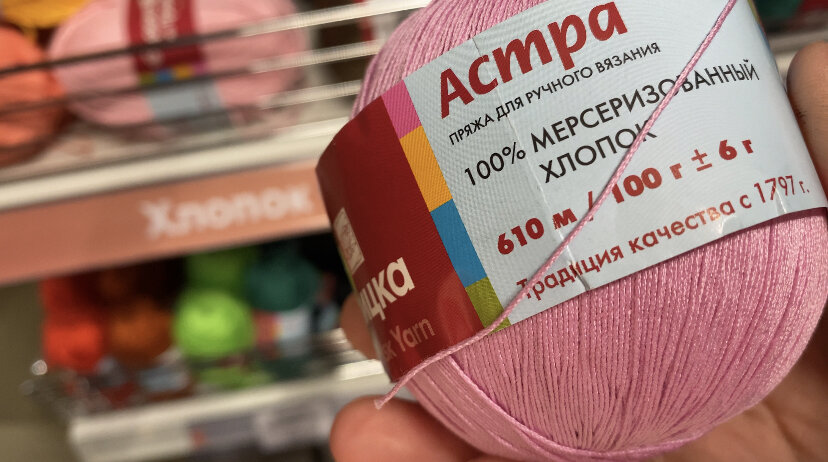 Астра
ПРЯЖА ДЛЯ РУЧНОГО ВЯЗАНИЯ
100% МЕРСЕРИЗОВАННЫЙ
ХЛОПОК
610 м / 100 г ± 6 г
Традиция качества с 1797 г.
Yarn
Хлопок